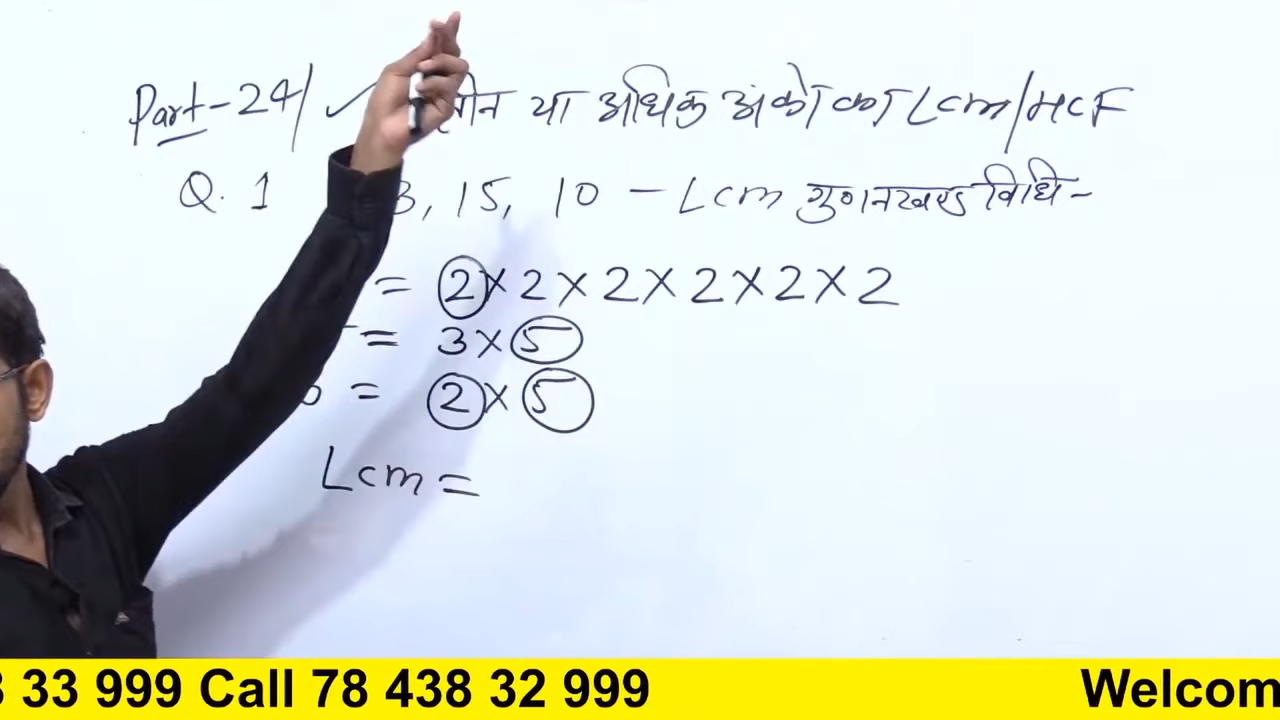 Part-24/ ✓ तीन या अधिक अंको का Lcm/HCF
Q. 1 3, 15, 10 - Lcm गुणनखण्ड विधि -
= 2×2×2×2×2×2
= 3×5
0 = 2×5
Lcm =
33 999 Call 78 438 32 999 Welcom